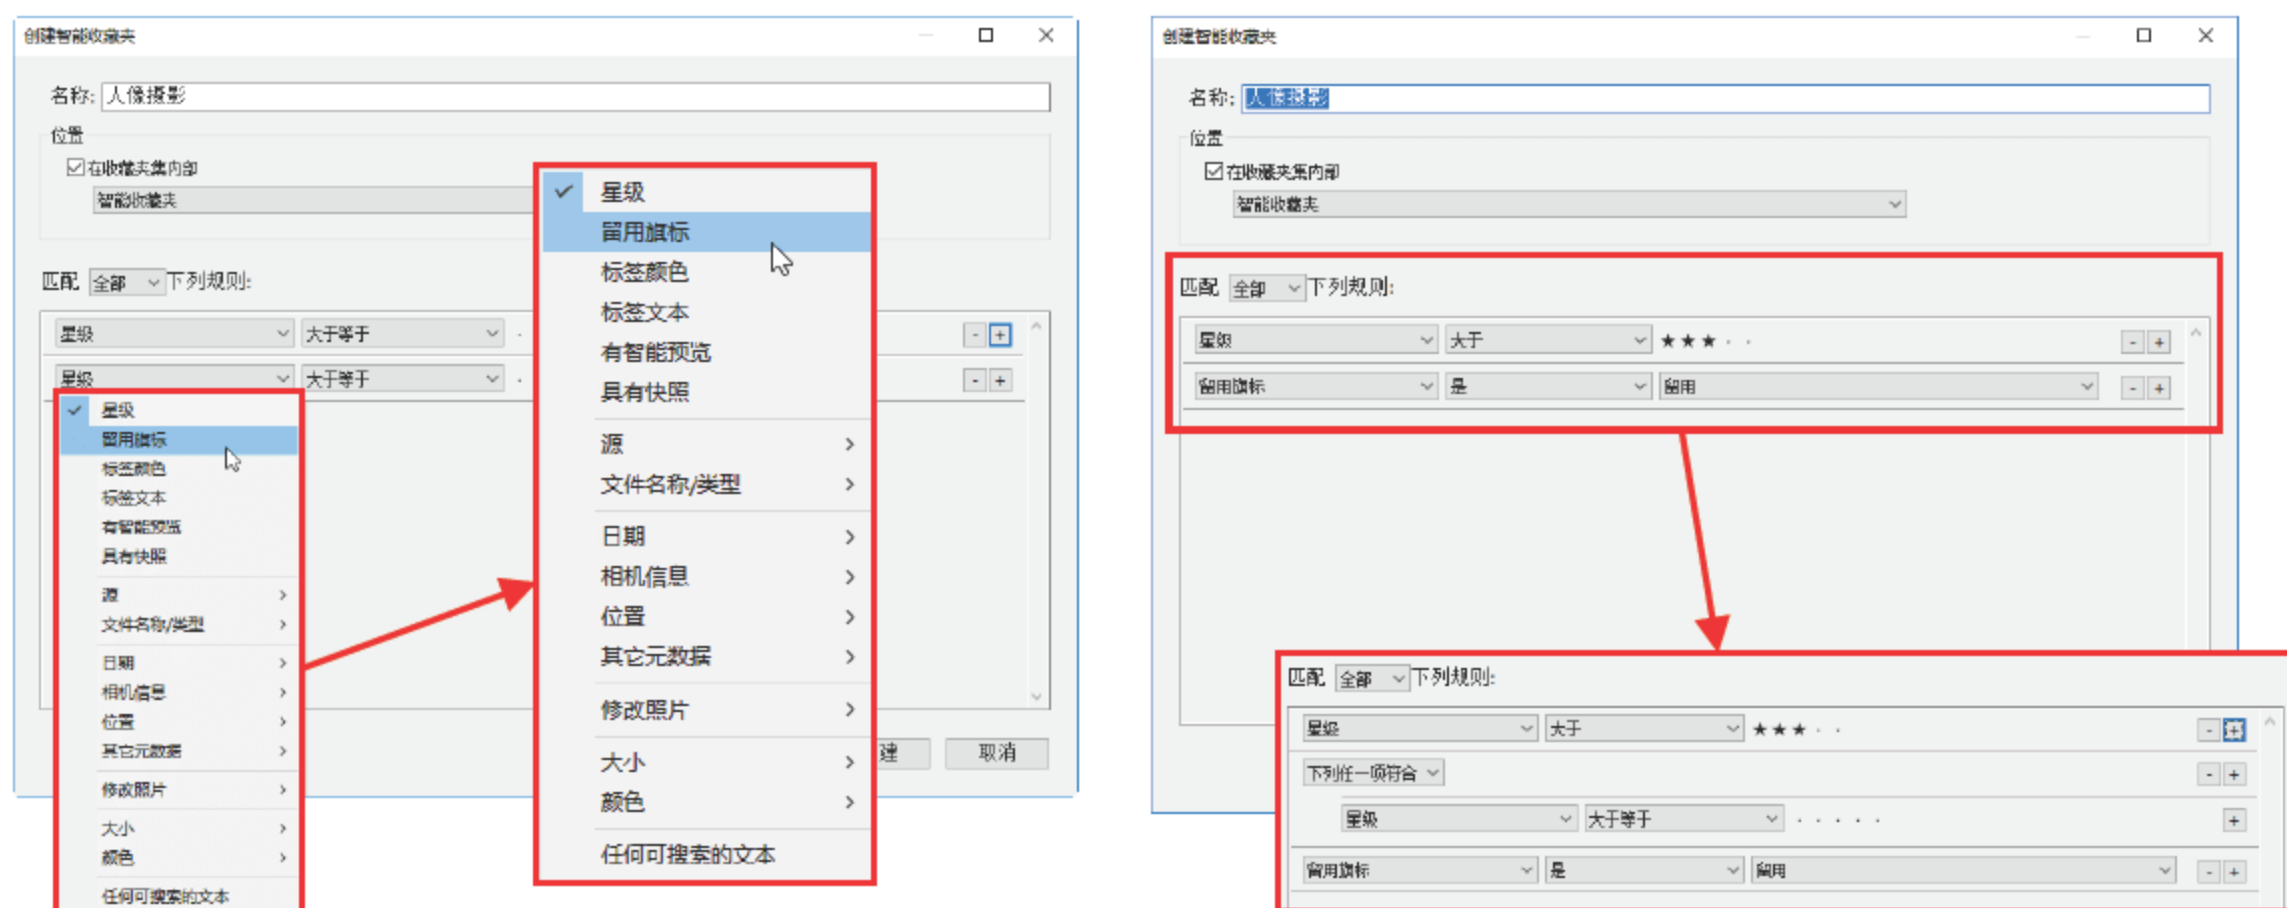 创建智能收藏夹
名称: 人像摄影
位置
在收藏夹集内部
智能收藏夹
匹配 全部 下列规则:
星级 大于等于 - +
星级 大于等于 - +
星级
留用旗标
标签颜色
标签文本
有智能预览
具有快照
源
文件名称/类型
日期
相机信息
位置
其它元数据
修改照片
大小
颜色
任何可搜索的文本
星级
留用旗标
标签颜色
标签文本
有智能预览
具有快照
源
文件名称/类型
日期
相机信息
位置
其它元数据
修改照片
大小
颜色
任何可搜索的文本
建 取消
创建智能收藏夹
名称: 人像摄影
位置
在收藏夹集内部
智能收藏夹
匹配 全部 下列规则:
星级 大于 ★★★ - +
留用旗标 是 留用 - +
匹配 全部 下列规则:
星级 大于 ★★★ - +
下列任一项符合 - +
星级 大于等于 +
留用旗标 是 留用 - +